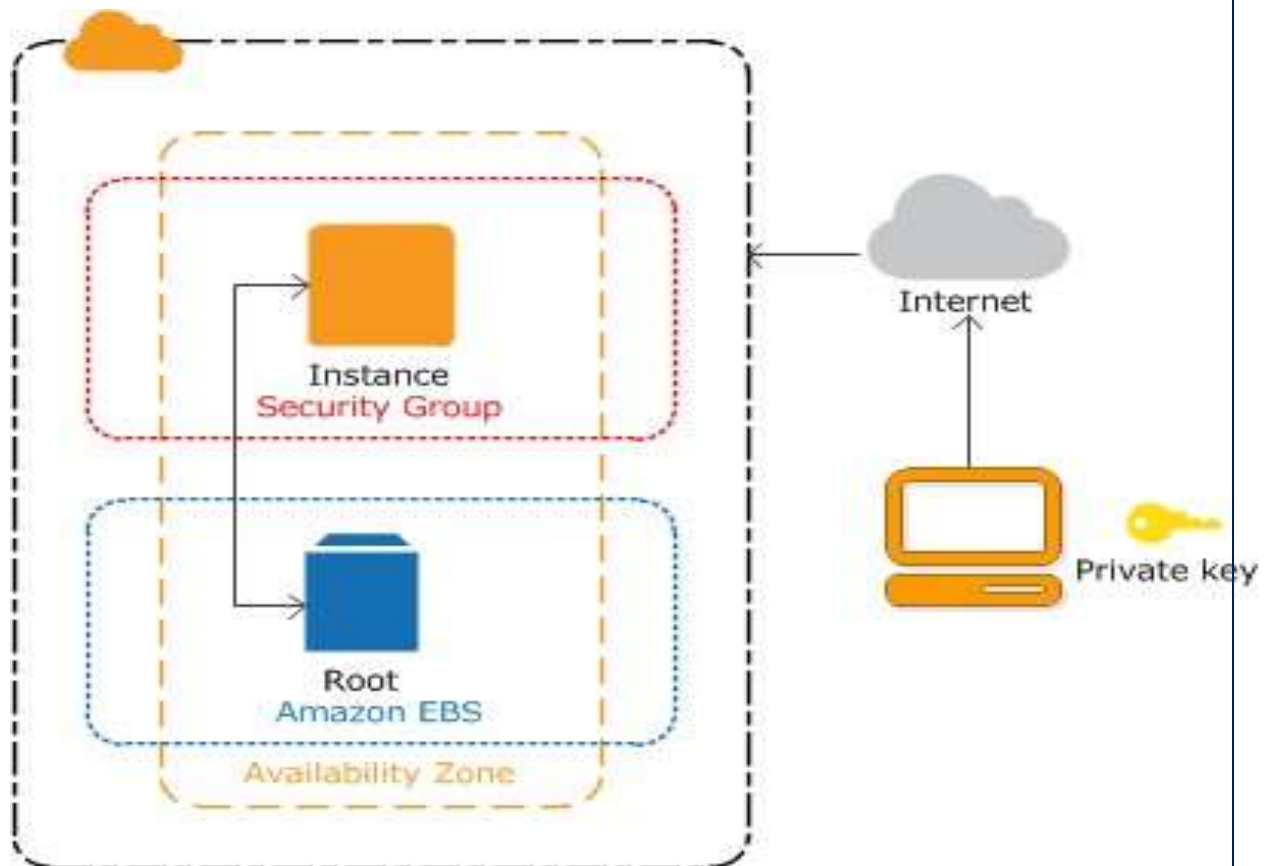 Internet
Instance
Security Group
Private key
Root
Amazon EBS
Availability Zone